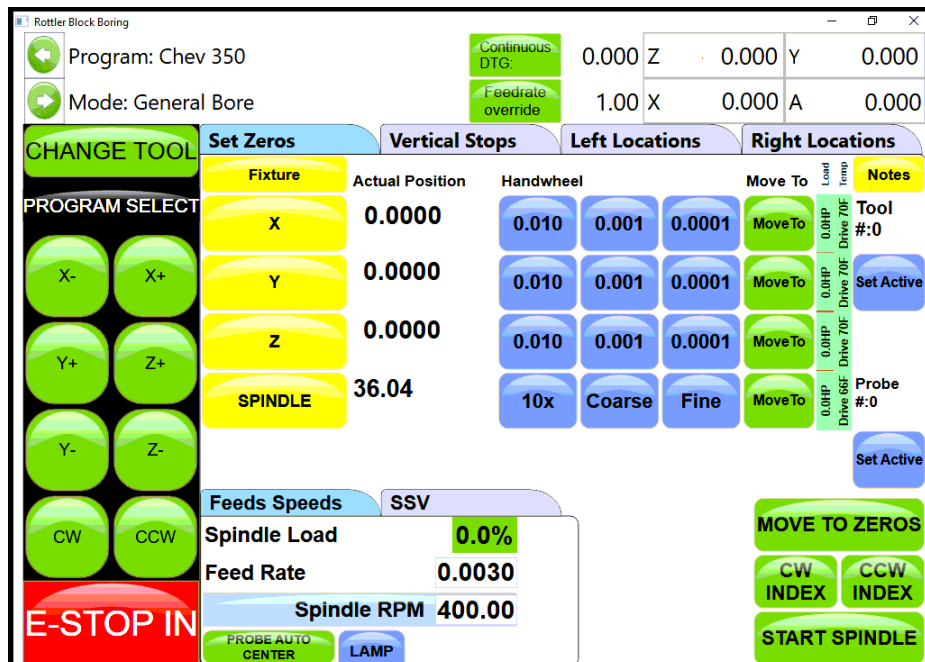 Rottler Block Boring
Program: Chev 350
Continuous DTG: 0.000 Z 0.000 Y 0.000
Mode: General Bore
Feedrate override 1.00 X 0.000 A 0.000
CHANGE TOOL
PROGRAM SELECT
X- X+
Y+ Z+
Y- Z-
CW CCW
E-STOP IN
Set Zeros Vertical Stops Left Locations Right Locations
Fixture Actual Position Handwheel Move To Load Temp Notes
X 0.0000 0.010 0.001 0.0001 MoveTo 0.0HP Drive 70F
Tool
#:0
Y 0.0000 0.010 0.001 0.0001 MoveTo 0.0HP Drive 70F Set Active
Z 0.0000 0.010 0.001 0.0001 MoveTo 0.0HP Drive 70F
SPINDLE 36.04 10x Coarse Fine MoveTo 0.0HP Drive 66F
Probe
#:0
Set Active
Feeds Speeds SSV
Spindle Load 0.0%
Feed Rate 0.0030
Spindle RPM 400.00
PROBE AUTO
CENTER
LAMP
MOVE TO ZEROS
CW
INDEX
CCW
INDEX
START SPINDLE